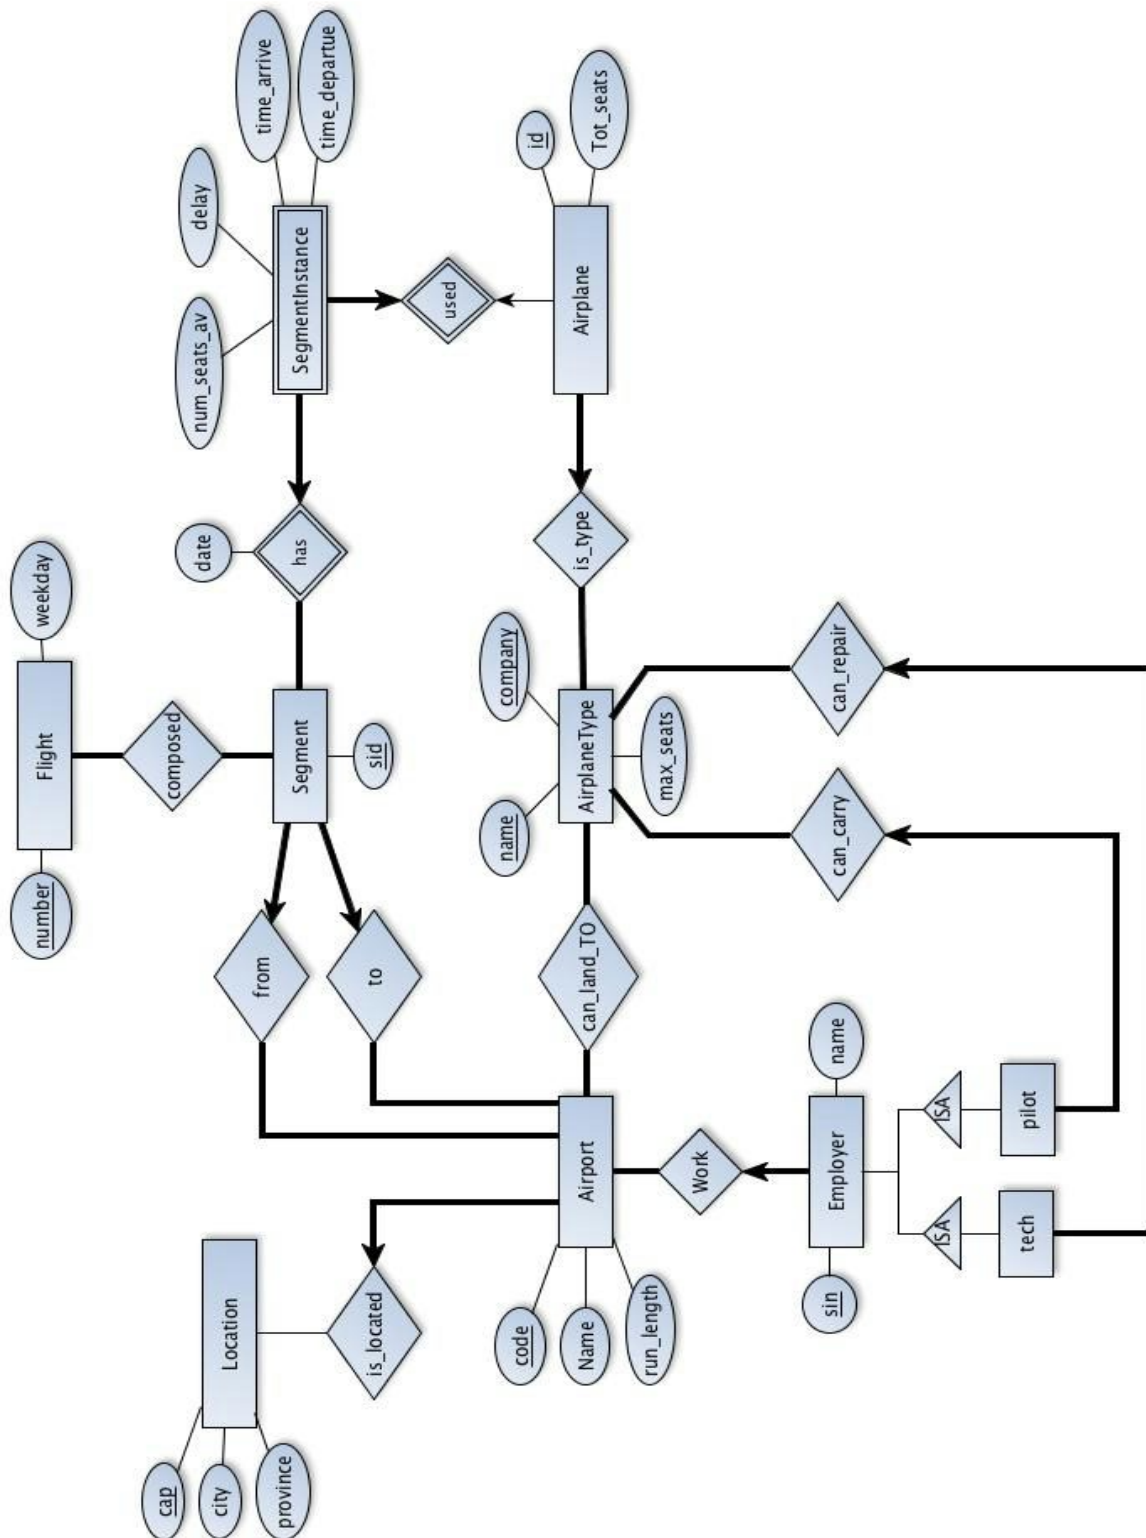 number
Flight
weekday
cap
composed
date
num_seats_av
delay
city
Location
from
time_arrive
province
Segment
has
SegmentInstance
time_departue
is_located
to
sid
used
name
company
code
id
Name
Airport
can_land_TO
AirplaneType
is_type
Airplane
Tot_seats
run_length
max_seats
Work
sin
Employer
name
can_carry
can_repair
ISA
ISA
tech
pilot